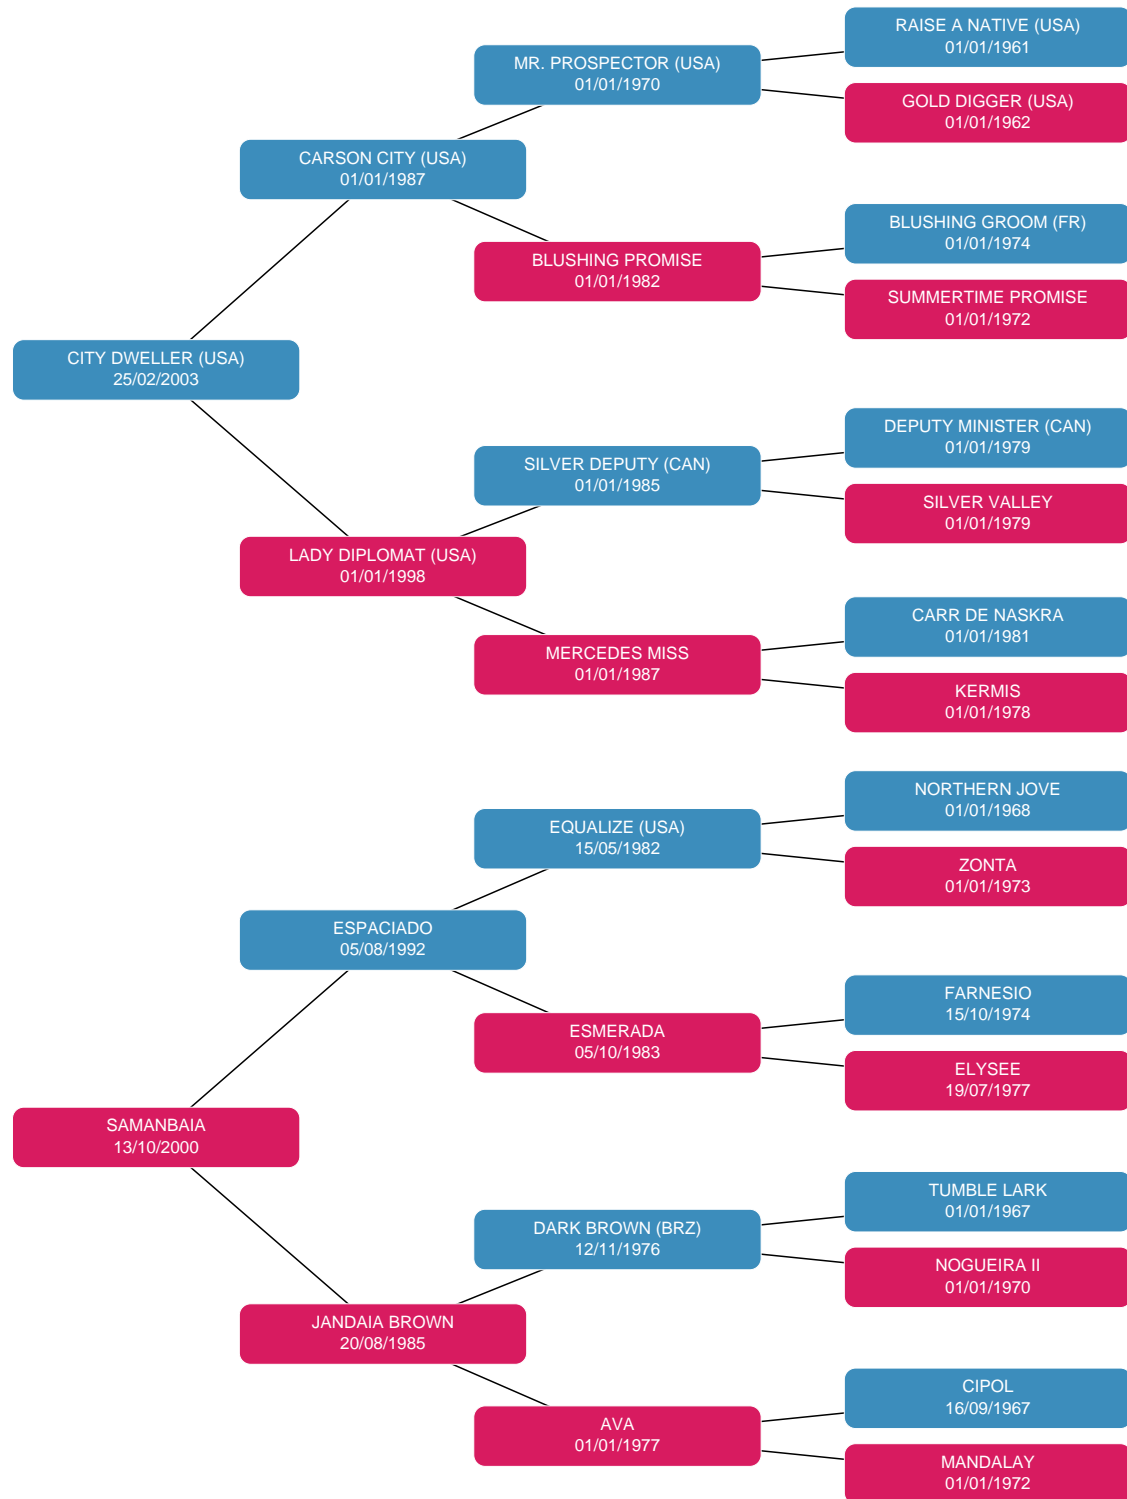 RAISE A NATIVE (USA)
01/01/1961
MR. PROSPECTOR (USA)
01/01/1970
GOLD DIGGER (USA)
01/01/1962
CARSON CITY (USA)
01/01/1987
BLUSHING GROOM (FR)
01/01/1974
BLUSHING PROMISE
01/01/1982
SUMMERTIME PROMISE
01/01/1972
CITY DWELLER (USA)
25/02/2003
DEPUTY MINISTER (CAN)
01/01/1979
SILVER DEPUTY (CAN)
01/01/1985
SILVER VALLEY
01/01/1979
LADY DIPLOMAT (USA)
01/01/1998
CARR DE NASKRA
01/01/1981
MERCEDES MISS
01/01/1987
KERMIS
01/01/1978
NORTHERN JOVE
01/01/1968
EQUALIZE (USA)
15/05/1982
ZONTA
01/01/1973
ESPACIADO
05/08/1992
FARNESIO
15/10/1974
ESMERADA
05/10/1983
ELYSEE
19/07/1977
SAMANBAIA
13/10/2000
TUMBLE LARK
01/01/1967
DARK BROWN (BRZ)
12/11/1976
NOGUEIRA II
01/01/1970
JANDAIA BROWN
20/08/1985
CIPOL
16/09/1967
AVA
01/01/1977
MANDALAY
01/01/1972